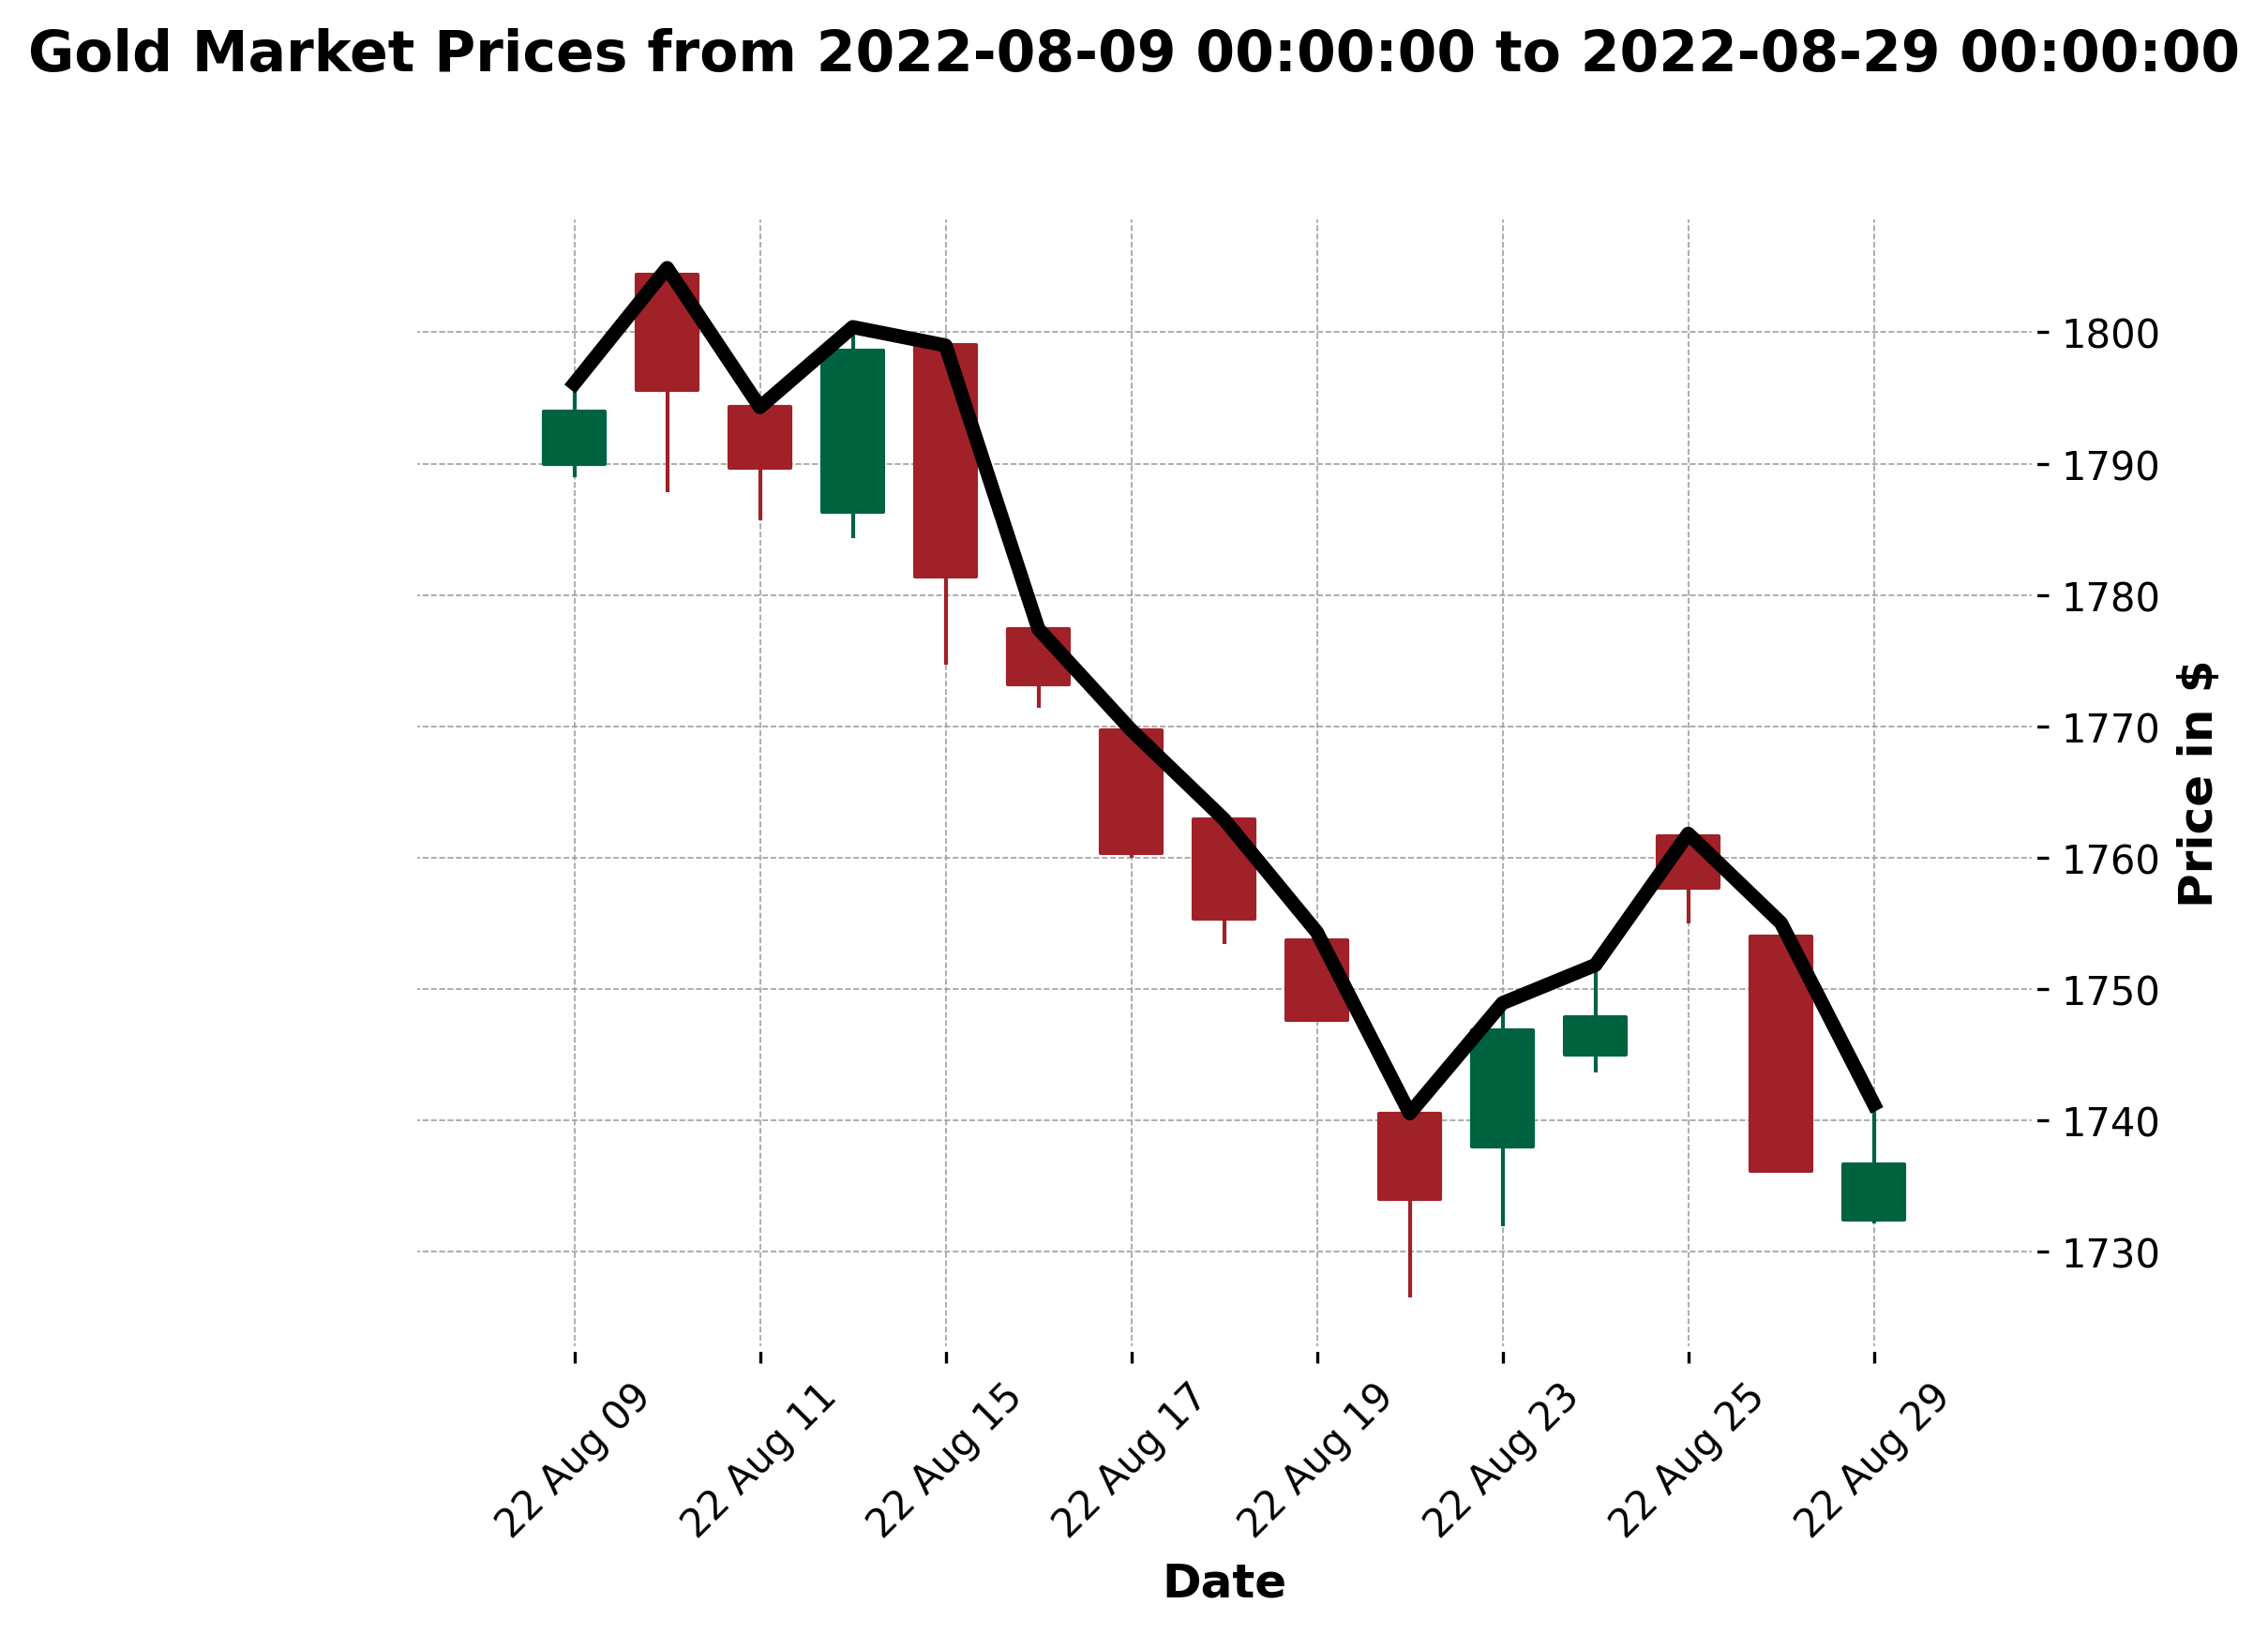 Gold Market Prices from 2022-08-09 00:00:00 to 2022-08-29 00:00:00
1800
1790
1780
1770
1760
1750
1740
1730
Price in $
22 Aug 09
22 Aug 11
22 Aug 15
22 Aug 17
22 Aug 19
22 Aug 23
22 Aug 25
22 Aug 29
Date